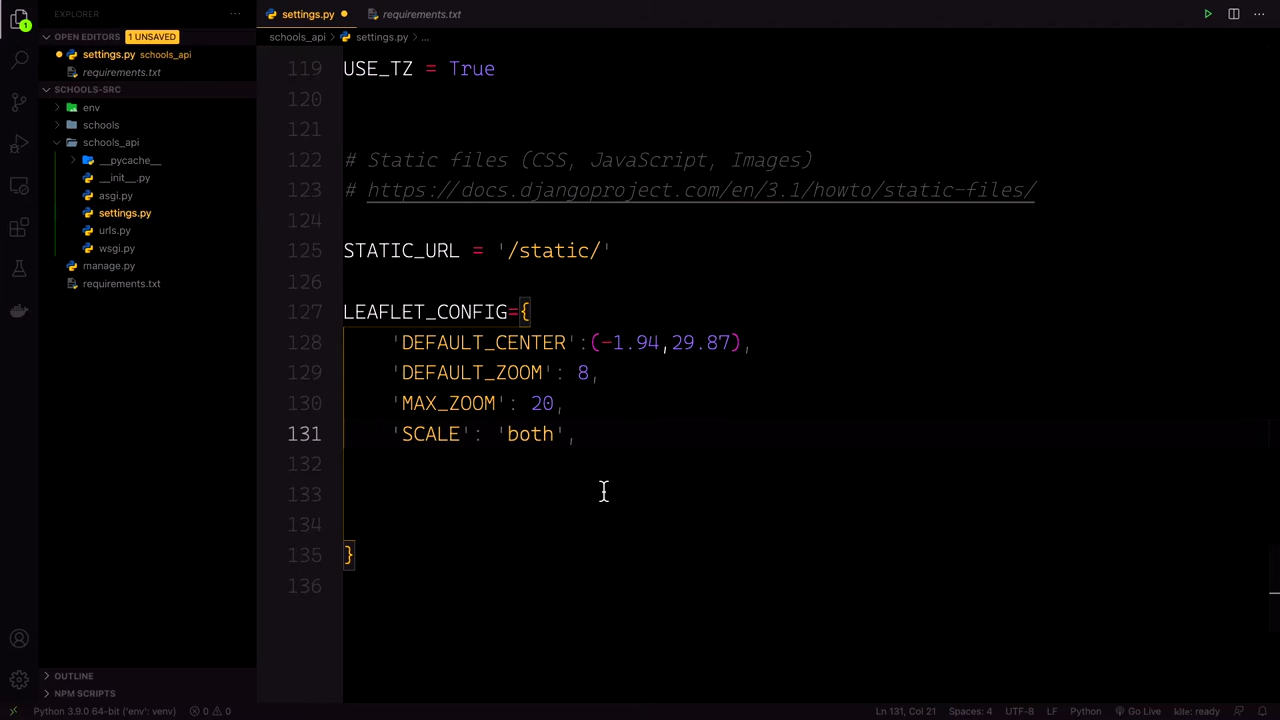 EXPLORER
OPEN EDITORS 1 UNSAVED
settings.py schools_api
requirements.txt
SCHOOLS-SRC
env
schools
schools_api
__pycache__
__init__.py
asgi.py
settings.py
urls.py
wsgi.py
manage.py
requirements.txt
OUTLINE
NPM SCRIPTS
1
settings.py
requirements.txt
schools_api > settings.py > ...
119 USE_TZ = True
120
121
122 # Static files (CSS, JavaScript, Images)
123 # https://docs.djangoproject.com/en/3.1/howto/static-files/
124
125 STATIC_URL = '/static/'
126
127 LEAFLET_CONFIG={
128 'DEFAULT_CENTER':(-1.94,29.87),
129 'DEFAULT_ZOOM': 8,
130 'MAX_ZOOM': 20,
131 'SCALE': 'both',
132
133
134
135 }
136
Python 3.9.0 64-bit ('env': venv) 0 0 Ln 131, Col 21 Spaces: 4 UTF-8 LF Python Go Live kite: ready